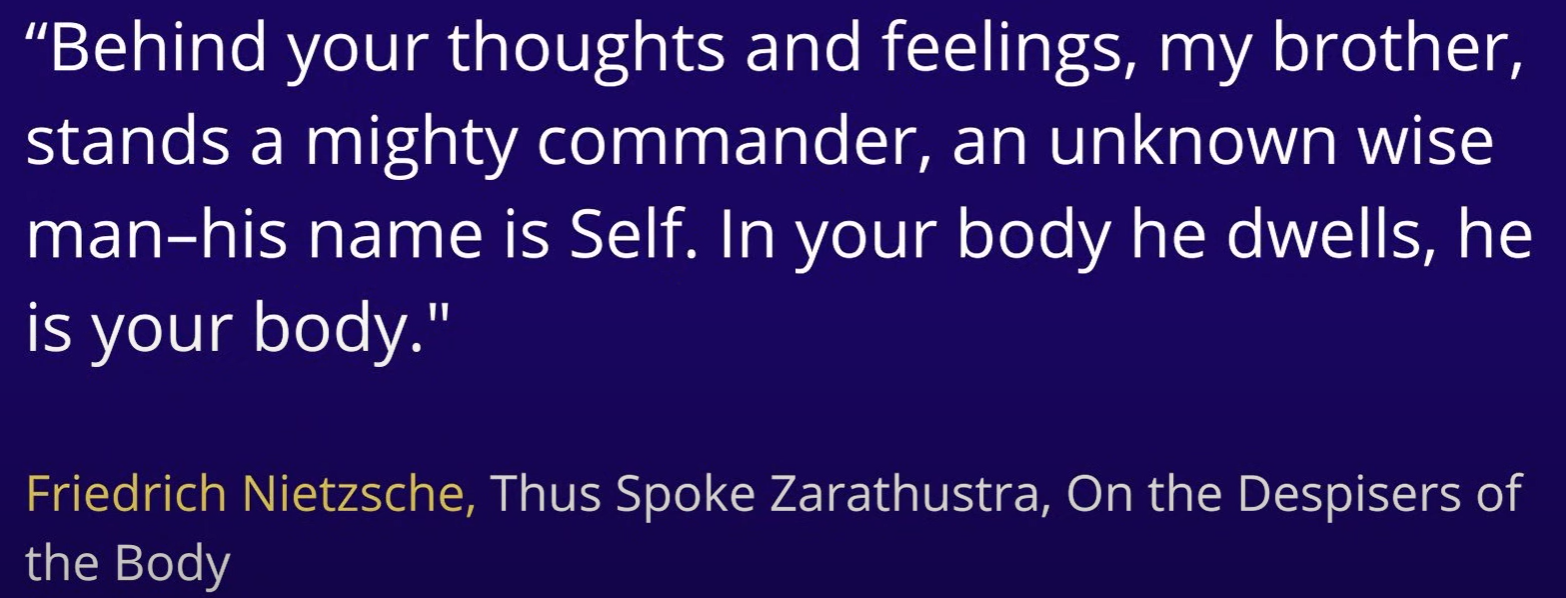 “Behind your thoughts and feelings, my brother,
stands a mighty commander, an unknown wise
man–his name is Self. In your body he dwells, he
is your body."
Friedrich Nietzsche, Thus Spoke Zarathustra, On the Despisers of
the Body